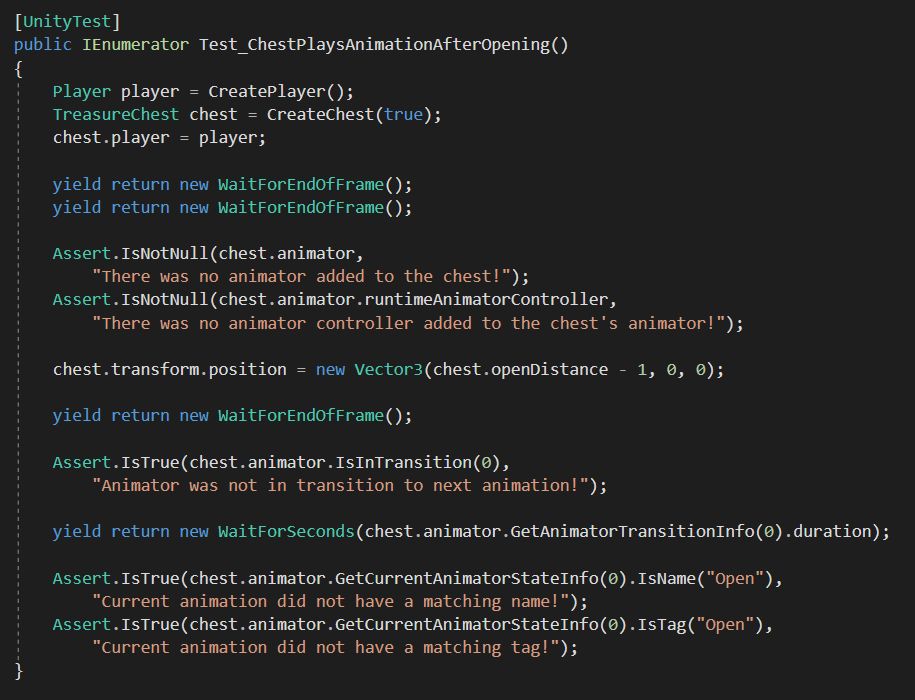 [UnityTest]
public IEnumerator Test_ChestPlaysAnimationAfterOpening()
{
Player player = CreatePlayer();
TreasureChest chest = CreateChest(true);
chest.player = player;
yield return new WaitForEndOfFrame();
yield return new WaitForEndOfFrame();
Assert.IsNotNull(chest.animator,
"There was no animator added to the chest!");
Assert.IsNotNull(chest.animator.runtimeAnimatorController,
"There was no animator controller added to the chest's animator!");
chest.transform.position = new Vector3(chest.openDistance - 1, 0, 0);
yield return new WaitForEndOfFrame();
Assert.IsTrue(chest.animator.IsInTransition(0),
"Animator was not in transition to next animation!");
yield return new WaitForSeconds(chest.animator.GetAnimatorTransitionInfo(0).duration);
Assert.IsTrue(chest.animator.GetCurrentAnimatorStateInfo(0).IsName("Open"),
"Current animation did not have a matching name!");
Assert.IsTrue(chest.animator.GetCurrentAnimatorStateInfo(0).IsTag("Open"),
"Current animation did not have a matching tag!");
}